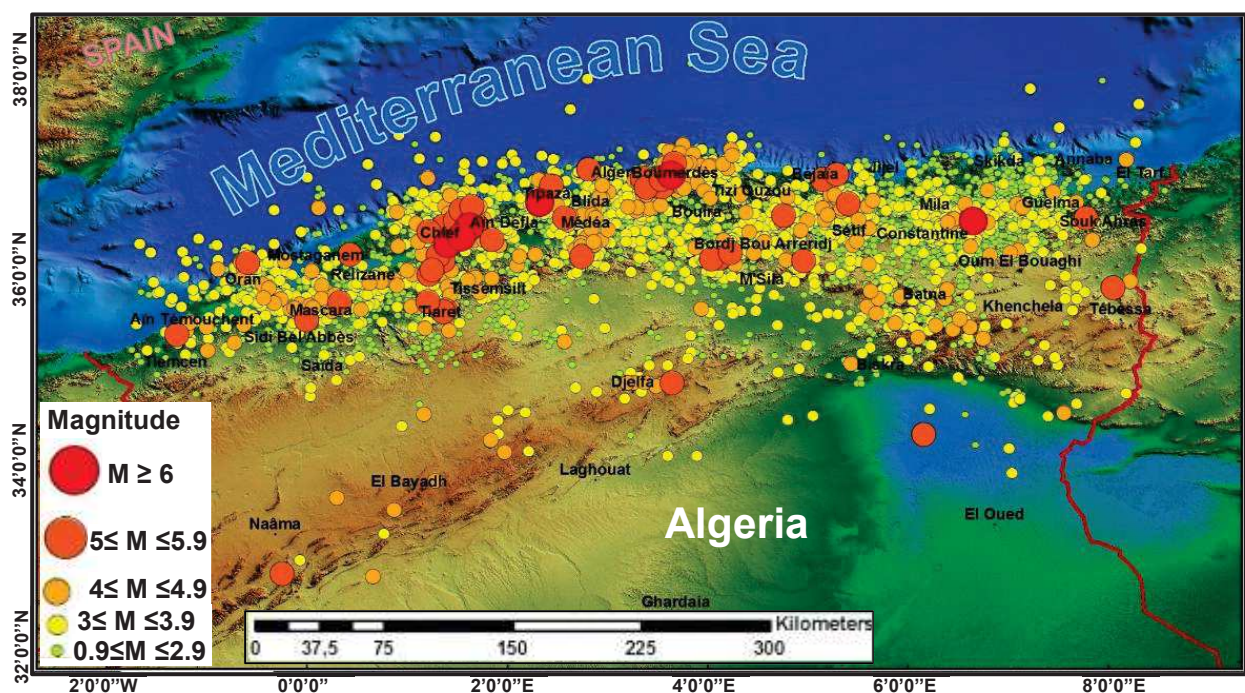 SPAIN
Mediterranean Sea
38°0'0"N
36°0'0"N
34°0'0"N
32°0'0"N
Skikda
Annaba
Jijel
El Tarf
Bejaia
Alger
Boumerdes
Tizi Ouzou
Tipaza
Blida
Mila
Guelma
Bouira
Souk Ahras
Ain Defla
Médéa
Sétif
Constantine
Chlef
Bordj Bou Arreridj
Mostaganem
Oum El Bouaghi
Oran
Relizane
M'Sila
Tissemsilt
Batna
Khenchela
Tébessa
Mascara
Tiaret
Aïn Témouchent
Sidi Bel Abbès
Tlemcen
Saida
Biskra
Djelfa
Laghouat
El Bayadh
Naâma
El Oued
Algeria
Ghardaia
Magnitude
M ≥ 6
5≤ M ≤5.9
4≤ M ≤4.9
3≤ M ≤3.9
0.9≤M ≤2.9
Kilometers
0 37,5 75 150 225 300
2°0'0"W 0°0'0" 2°0'0"E 4°0'0"E 6°0'0"E 8°0'0"E